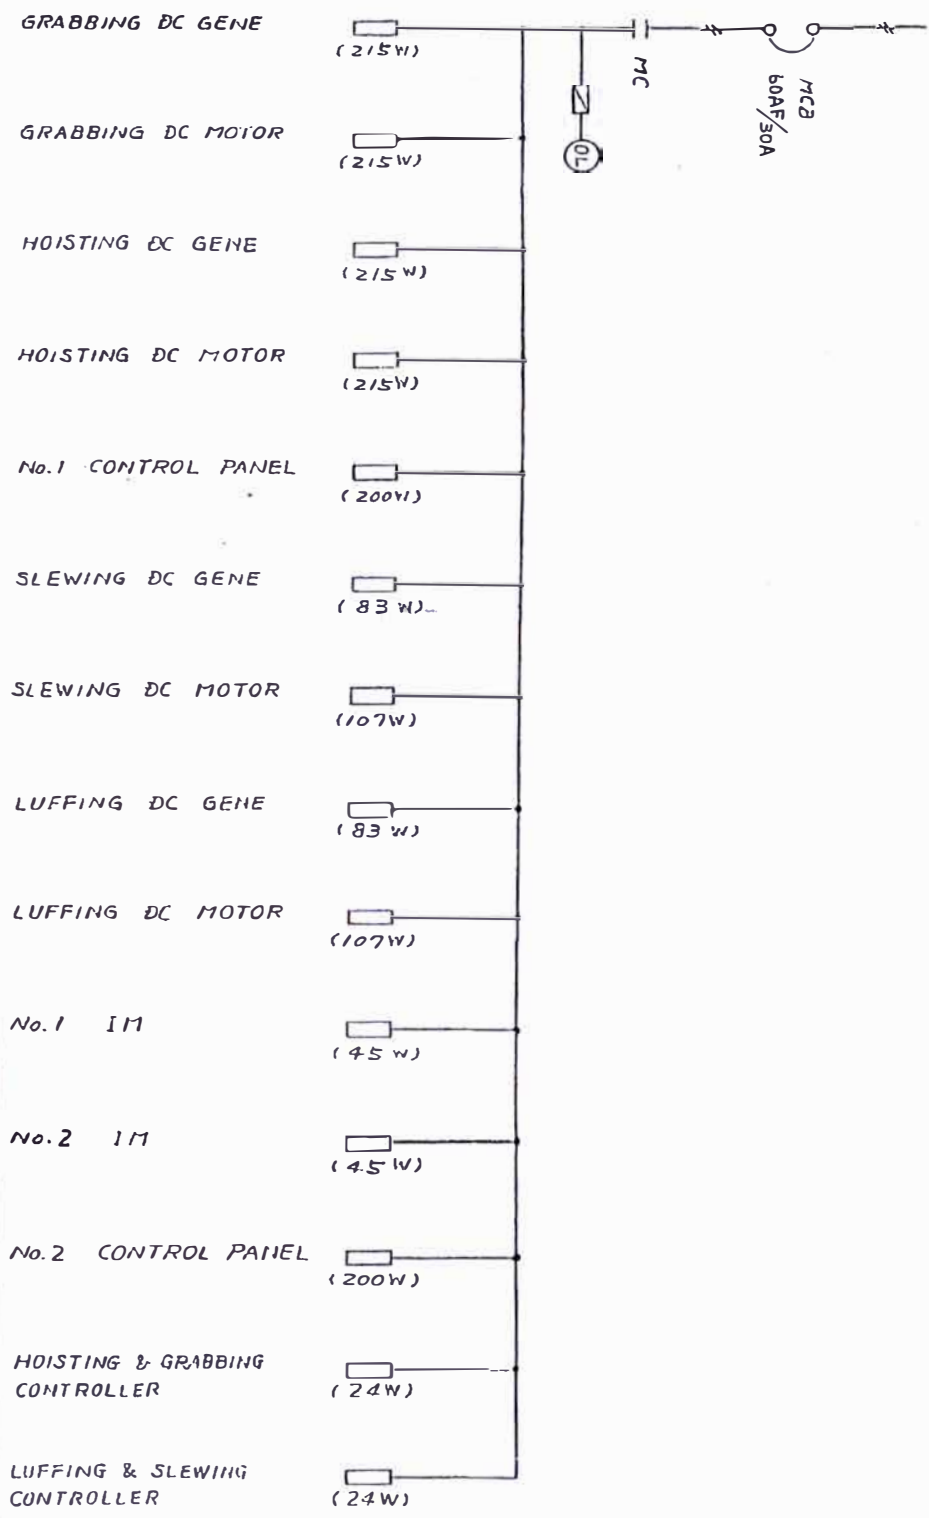 GRABBING DC GENE
(215W)
MC
MCB
60AF/30A
OL
GRABBING DC MOTOR
(215W)
HOISTING DC GENE
(215W)
HOISTING DC MOTOR
(215W)
No.1 CONTROL PANEL
(200W)
SLEWING DC GENE
(83W)
SLEWING DC MOTOR
(107W)
LUFFING DC GENE
(83W)
LUFFING DC MOTOR
(107W)
No.1 IM
(45W)
No.2 IM
(45W)
No.2 CONTROL PANEL
(200W)
HOISTING & GRABBING
CONTROLLER
(24W)
LUFFING & SLEWING
CONTROLLER
(24W)